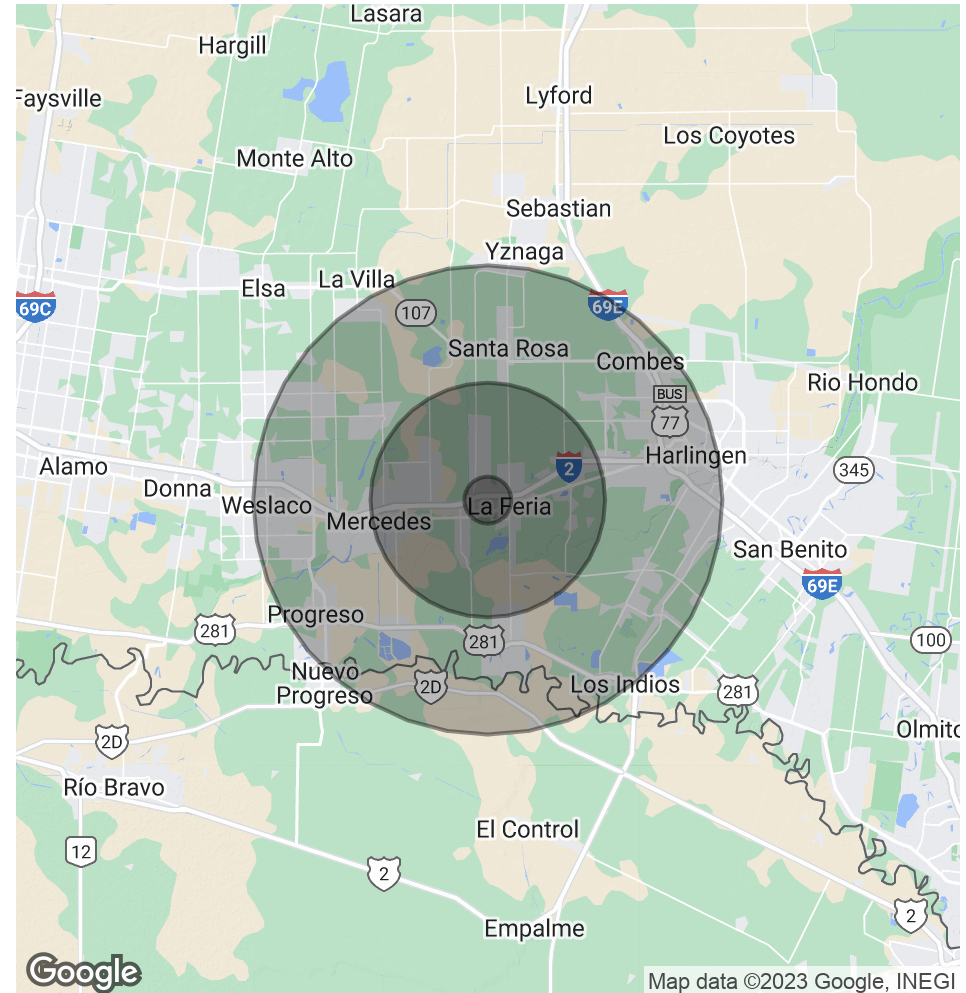 Lasara
Hargill
Faysville
Lyford
Los Coyotes
Monte Alto
Sebastian
Yznaga
La Villa
Elsa
69C
69E
107
Santa Rosa
Combes
Rio Hondo
BUS
77
Harlingen
Alamo
2
345
Donna
Weslaco
La Feria
Mercedes
San Benito
69E
Progreso
281
281
100
Nuevo
Progreso
2D
Los Indios
281
Olmito
2D
Río Bravo
El Control
12
2
2
Empalme
Google
Map data ©2023 Google, INEGI